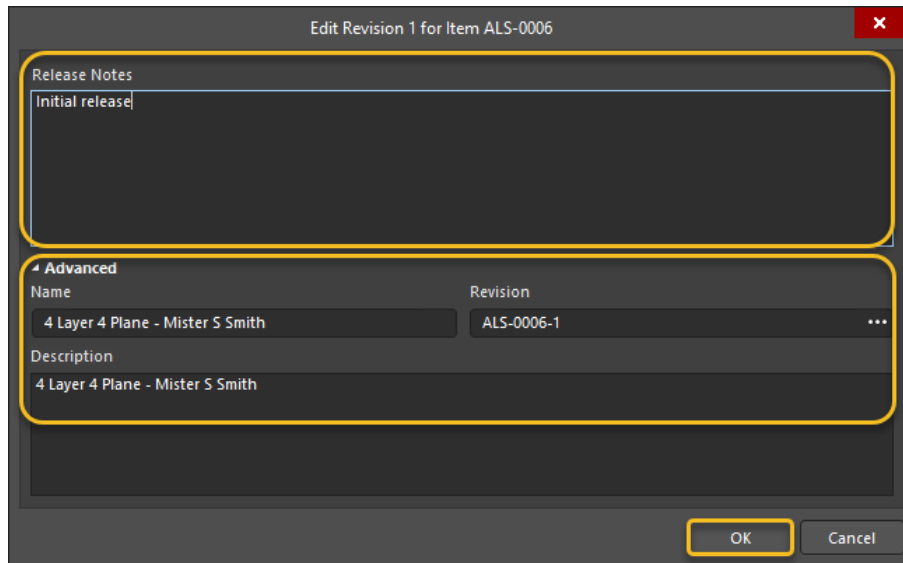 Edit Revision 1 for Item ALS-0006
Release Notes
Initial release
Advanced
Name
Revision
4 Layer 4 Plane - Mister S Smith
ALS-0006-1
Description
4 Layer 4 Plane - Mister S Smith
OK
Cancel